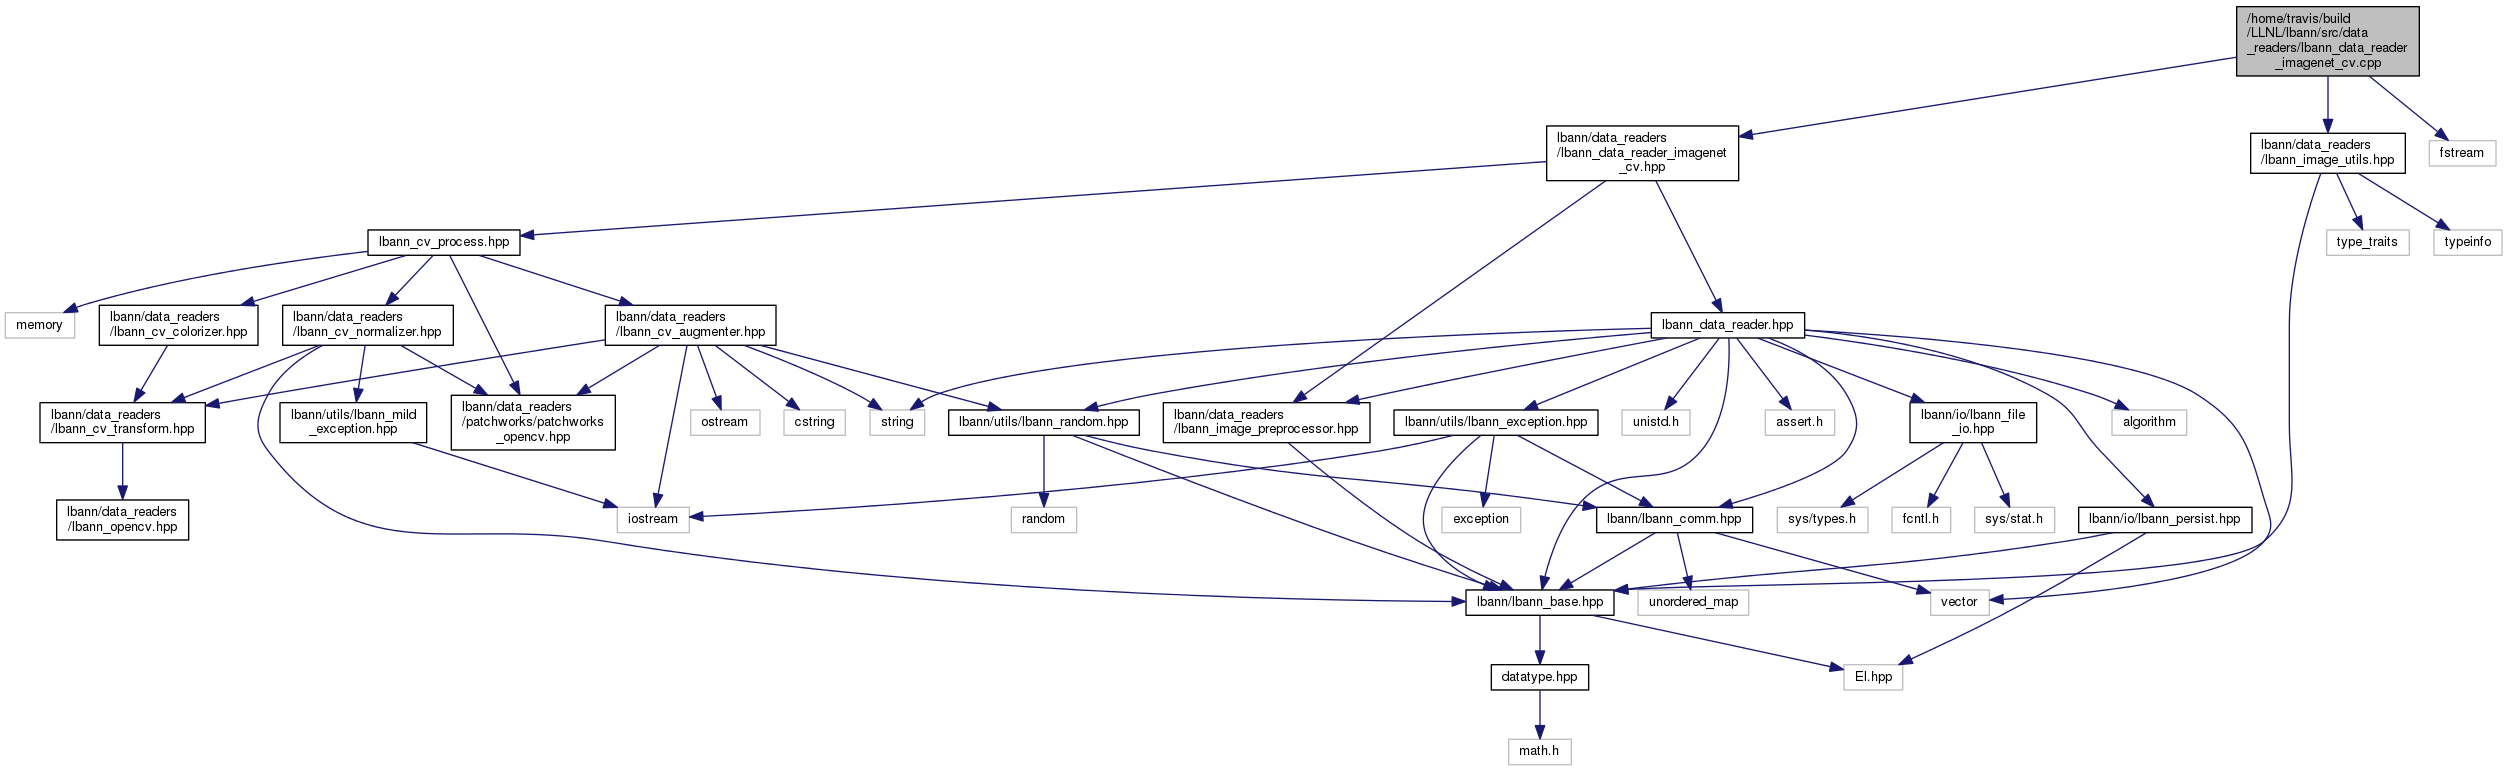 /home/travis/build
/LLNL/lbann/src/data
_readers/lbann_data_reader
_imagenet_cv.cpp
lbann/data_readers
/lbann_data_reader_imagenet
_cv.hpp
lbann/data_readers
/lbann_image_utils.hpp
fstream
lbann_cv_process.hpp
type_traits
typeinfo
memory
lbann/data_readers
/lbann_cv_colorizer.hpp
lbann/data_readers
/lbann_cv_normalizer.hpp
lbann/data_readers
/lbann_cv_augmenter.hpp
lbann_data_reader.hpp
lbann/data_readers
/lbann_cv_transform.hpp
lbann/utils/lbann_mild
_exception.hpp
lbann/data_readers
/patchworks/patchworks
_opencv.hpp
ostream
cstring
string
lbann/utils/lbann_random.hpp
lbann/data_readers
/lbann_image_preprocessor.hpp
lbann/utils/lbann_exception.hpp
unistd.h
assert.h
lbann/io/lbann_file
_io.hpp
algorithm
lbann/data_readers
/lbann_opencv.hpp
iostream
random
exception
lbann/lbann_comm.hpp
sys/types.h
fcntl.h
sys/stat.h
lbann/io/lbann_persist.hpp
lbann/lbann_base.hpp
unordered_map
vector
datatype.hpp
El.hpp
math.h